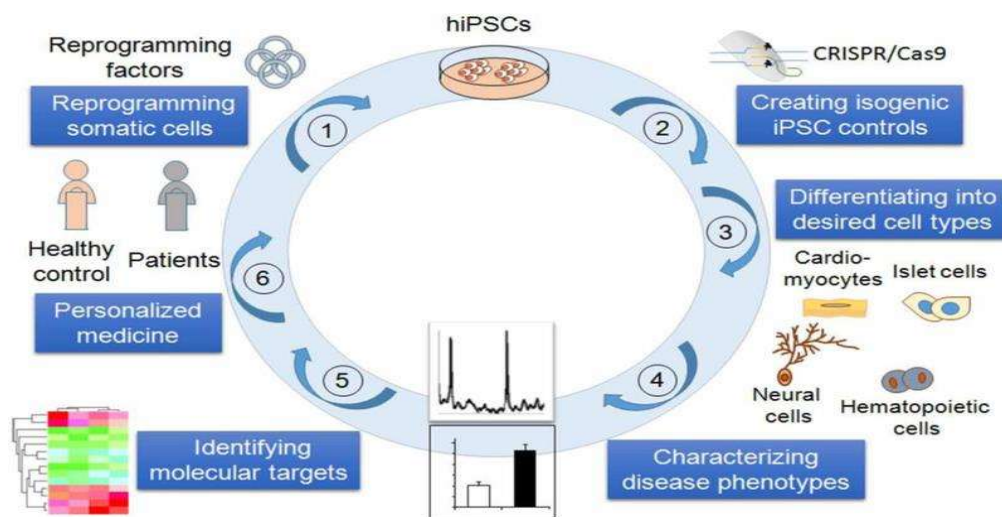 hiPSCs
Reprogramming
factors
Reprogramming
somatic cells
1
CRISPR/Cas9
Creating isogenic
iPSC controls
2
Differentiating into
desired cell types
3
Cardio-
myocytes
Islet cells
Neural
cells
Hematopoietic
cells
4
Characterizing
disease phenotypes
5
Identifying
molecular targets
6
Healthy
control
Patients
Personalized
medicine